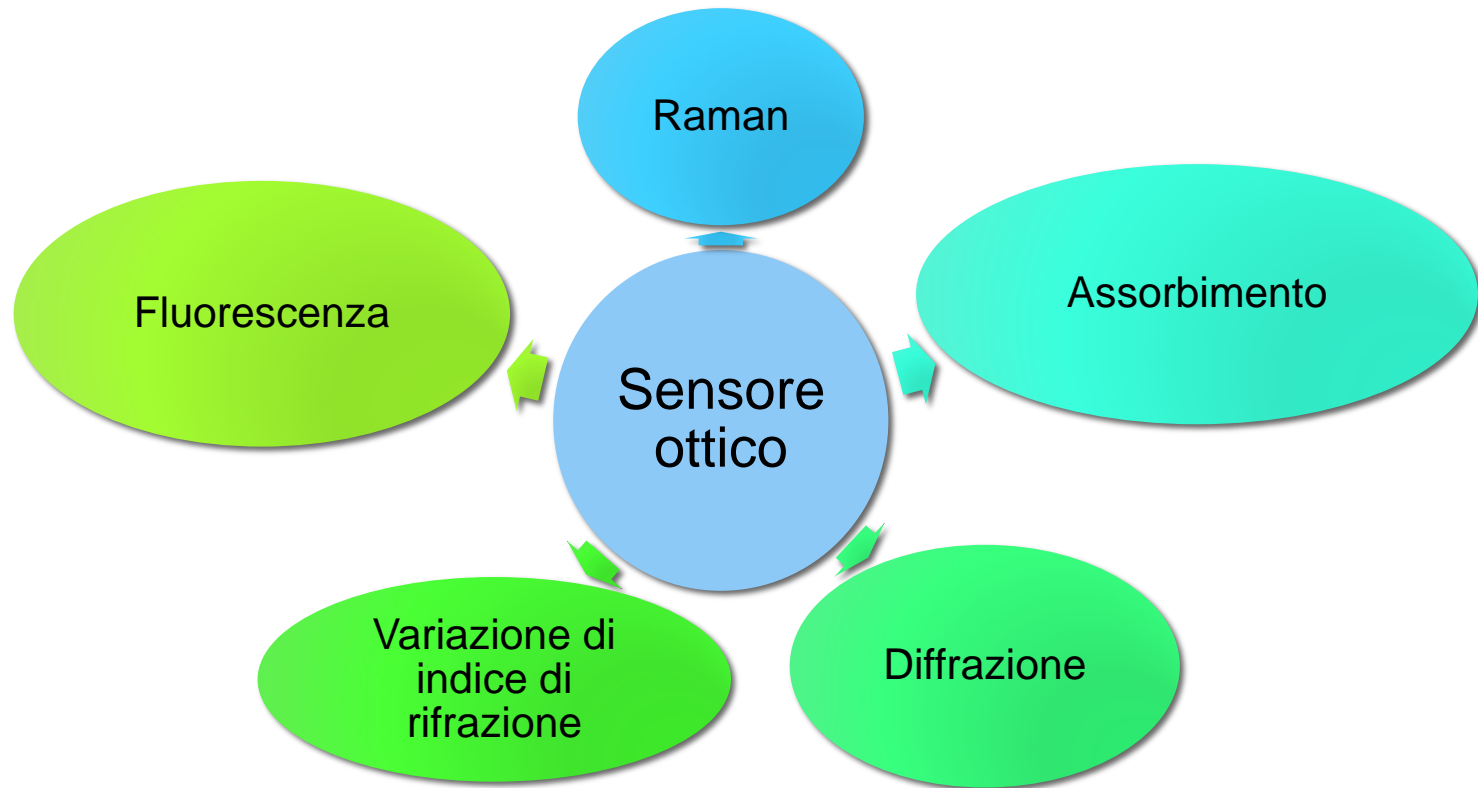 Raman
Fluorescenza
Assorbimento
Sensore
ottico
Variazione di
indice di
rifrazione
Diffrazione